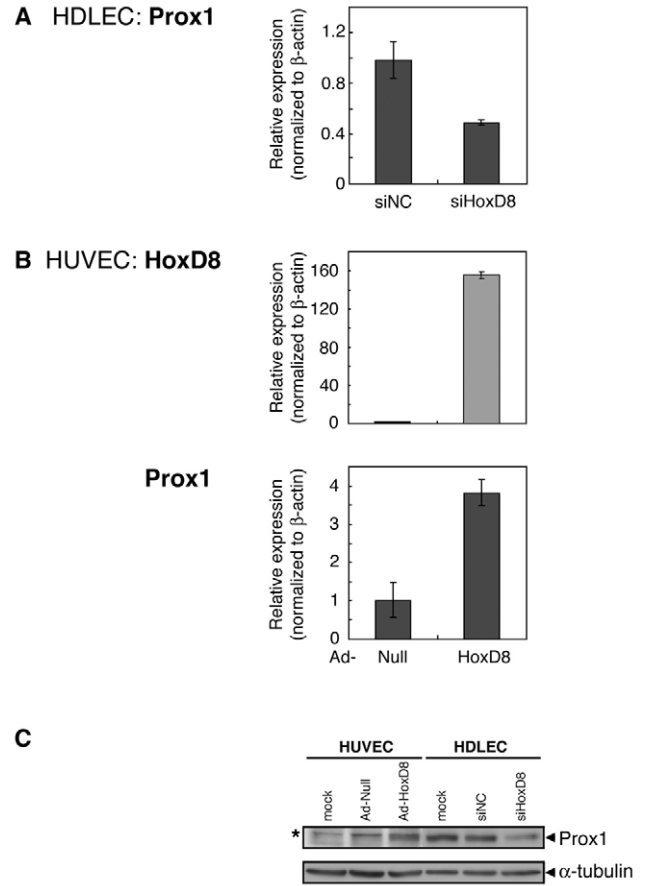 A HDLEC: Prox1
Relative expression
(normalized to β-actin)
1.2
0.8
0.4
0
siNC siHoxD8
B HUVEC: HoxD8
Relative expression
(normalized to β-actin)
160
120
80
40
0
Prox1
Relative expression
(normalized to β-actin)
4
3
2
1
0
Ad- Null HoxD8
C
HUVEC HDLEC
mock Ad-Null Ad-HoxD8 mock siNC siHoxD8
* Prox1
α-tubulin